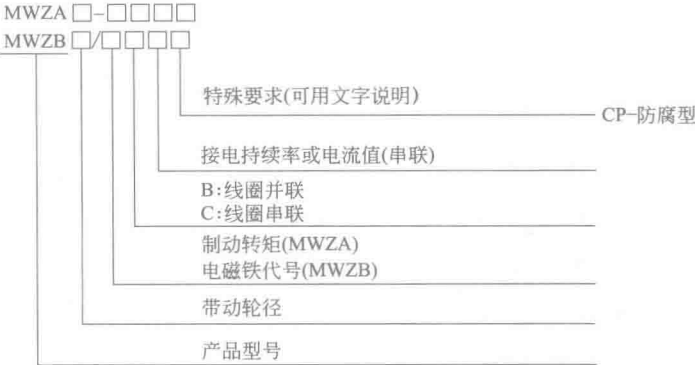 MWZA □-□□□□
MWZB □/□□□□
特殊要求(可用文字说明)
CP-防腐型
接电持续率或电流值(串联)
B:线圈并联
C:线圈串联
制动转矩(MWZA)
电磁铁代号(MWZB)
带动轮径
产品型号